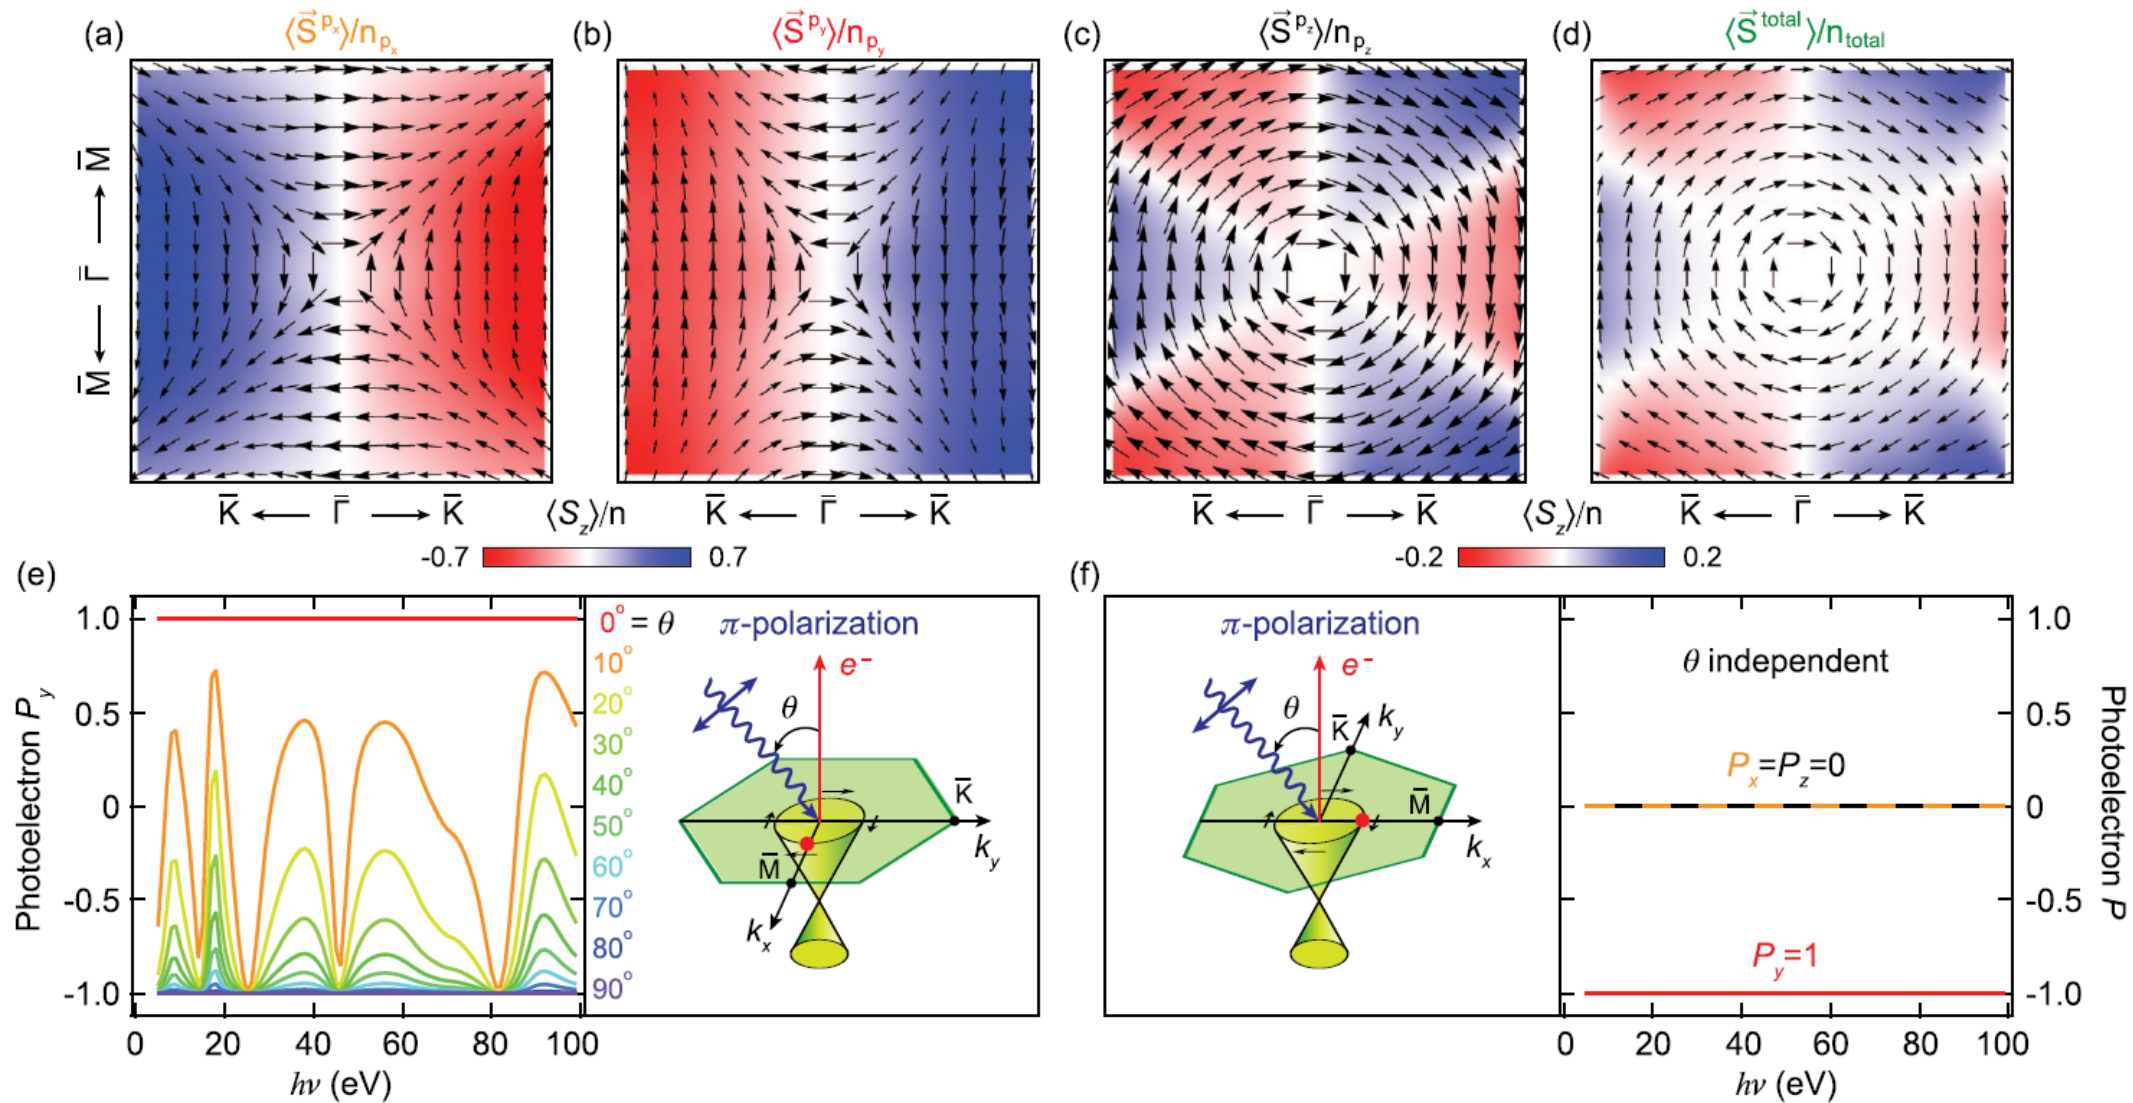 (a) ⟨S⃗ ᵖˣ⟩/n_pₓ
(b) ⟨S⃗ ᵖʸ⟩/n_p_y
(c) ⟨S⃗ ᵖᶻ⟩/n_p_z
(d) ⟨S⃗ ᵗᵒᵗᵃˡ⟩/n_total
M̄ ← Γ̄ → M̄
K̄ ← Γ̄ → K̄
⟨S_z⟩/n
-0.7 0.7
K̄ ← Γ̄ → K̄
K̄ ← Γ̄ → K̄
⟨S_z⟩/n
-0.2 0.2
K̄ ← Γ̄ → K̄
(e)
Photoelectron P_y
1.0
0.5
0
-0.5
-1.0
0 20 40 60 80 100
hν (eV)
0° = θ
10°
20°
30°
40°
50°
60°
70°
80°
90°
π-polarization
e⁻
θ
K̄
k_y
M̄
k_x
(f)
π-polarization
e⁻
θ
K̄
k_y
M̄
k_x
θ independent
P_x=P_z=0
P_y=1
1.0
0.5
0
-0.5
-1.0
Photoelectron P
0 20 40 60 80 100
hν (eV)